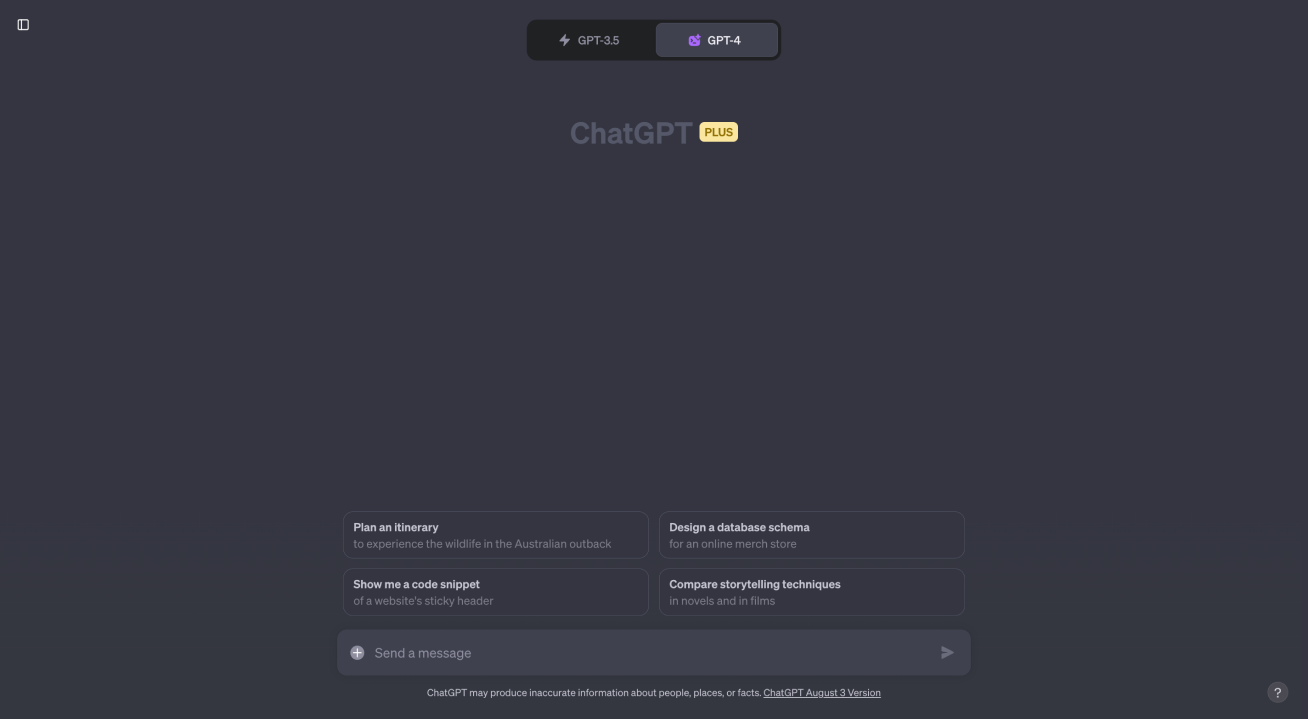 GPT-3.5
GPT-4
ChatGPT PLUS
Plan an itinerary
to experience the wildlife in the Australian outback
Design a database schema
for an online merch store
Show me a code snippet
of a website's sticky header
Compare storytelling techniques
in novels and in films
Send a message
ChatGPT may produce inaccurate information about people, places, or facts. ChatGPT August 3 Version
?